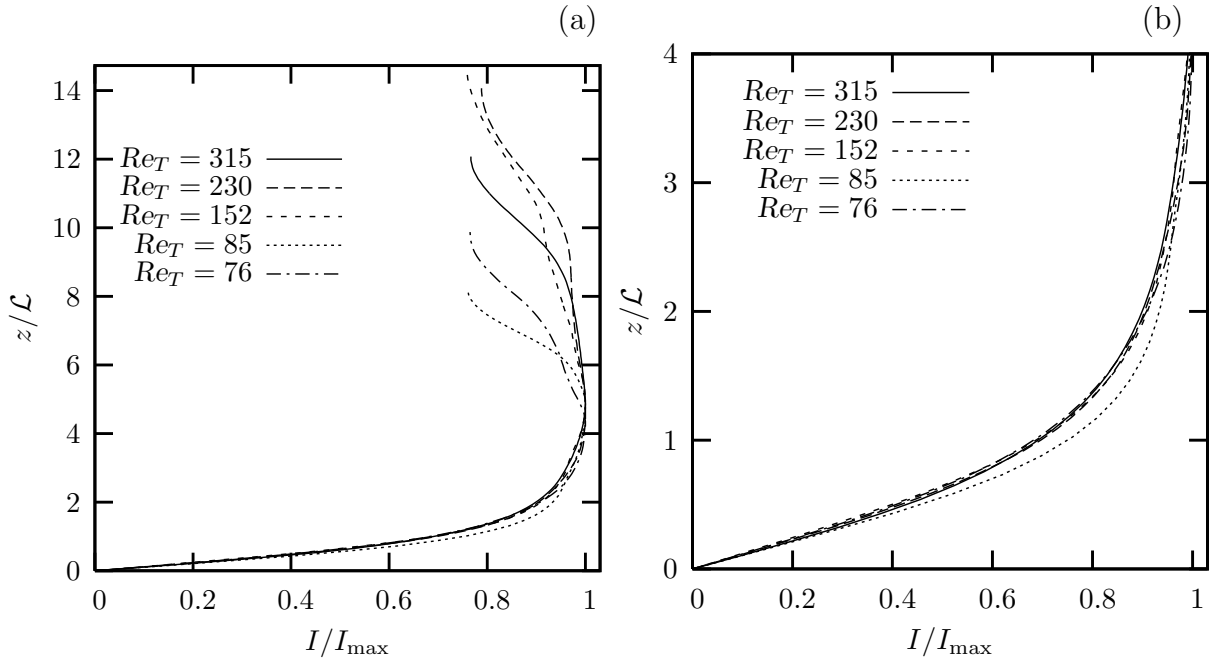 (a)
14
12
10
8
6
4
2
0
z/ℒ
Re_T = 315
Re_T = 230
Re_T = 152
Re_T = 85
Re_T = 76
0 0.2 0.4 0.6 0.8 1
I/I_max
(b)
4
3
2
1
0
z/ℒ
Re_T = 315
Re_T = 230
Re_T = 152
Re_T = 85
Re_T = 76
0 0.2 0.4 0.6 0.8 1
I/I_max